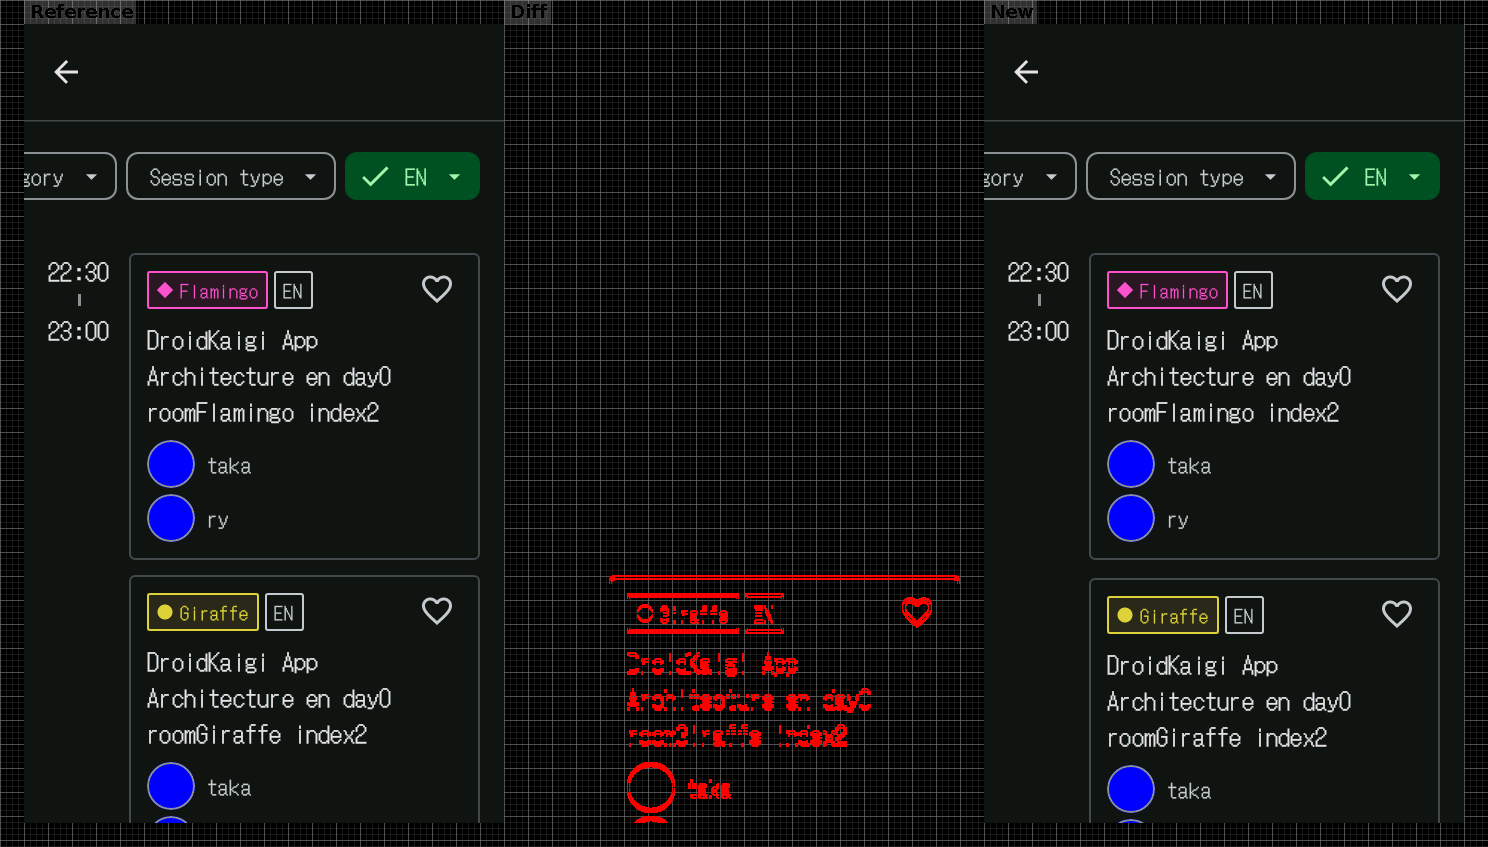 Reference
Diff
New
gory
Session type
EN
22:30
23:00
Flamingo
EN
DroidKaigi App
Architecture en day0
roomFlamingo index2
taka
ry
Giraffe
EN
DroidKaigi App
Architecture en day0
roomGiraffe index2
taka
Giraffe
EN
DroidKaigi App
Architecture en day0
roomGiraffe index2
taka
gory
Session type
EN
22:30
23:00
Flamingo
EN
DroidKaigi App
Architecture en day0
roomFlamingo index2
taka
ry
Giraffe
EN
DroidKaigi App
Architecture en day0
roomGiraffe index2
taka